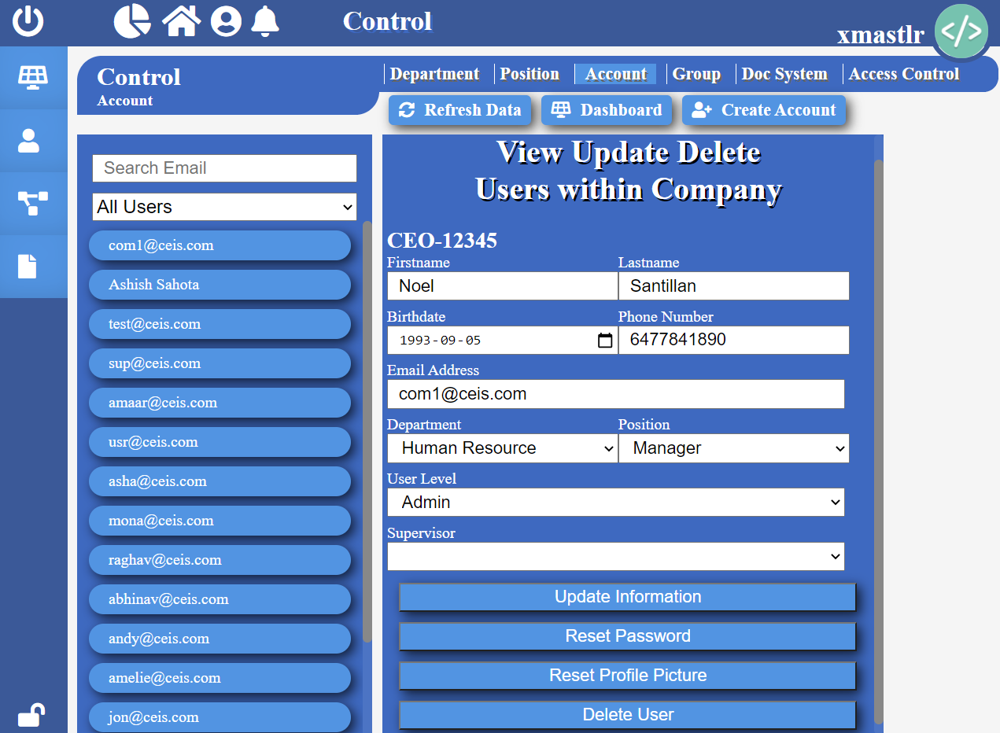 Control
xmastlr
</>
Control
Account
Department Position Account Group Doc System Access Control
Refresh Data Dashboard Create Account
Search Email
All Users
com1@ceis.com
Ashish Sahota
test@ceis.com
sup@ceis.com
amaar@ceis.com
usr@ceis.com
asha@ceis.com
mona@ceis.com
raghav@ceis.com
abhinav@ceis.com
andy@ceis.com
amelie@ceis.com
jon@ceis.com
View Update Delete
Users within Company
CEO-12345
Firstname Lastname
Noel Santillan
Birthdate Phone Number
1993-09-05 6477841890
Email Address
com1@ceis.com
Department Position
Human Resource Manager
User Level
Admin
Supervisor
Update Information
Reset Password
Reset Profile Picture
Delete User